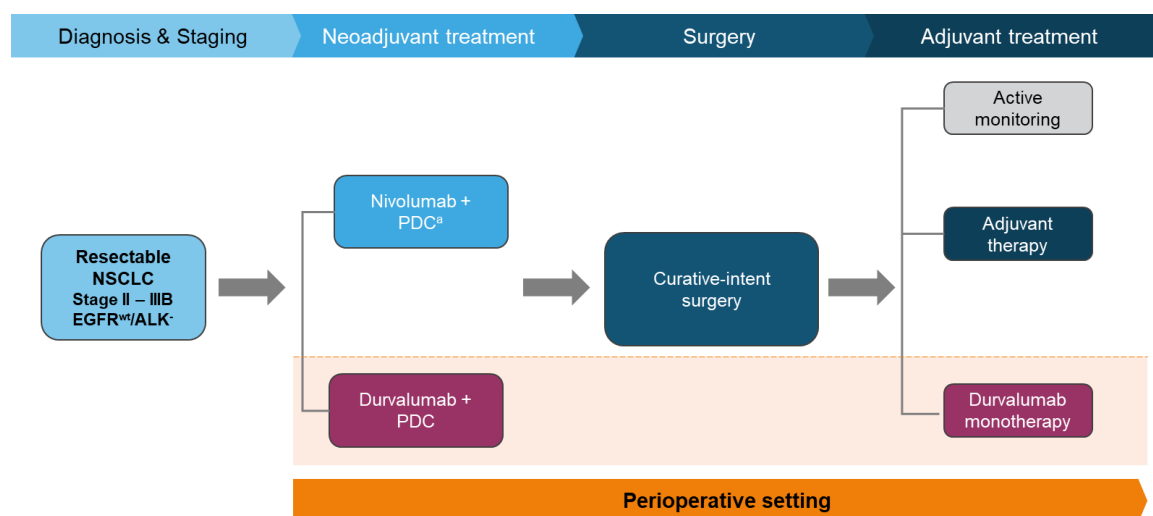 Diagnosis & Staging
Neoadjuvant treatment
Surgery
Adjuvant treatment
Active
monitoring
Nivolumab +
PDCᵃ
Adjuvant
therapy
Resectable
NSCLC
Stage II – IIIB
EGFRʷᵗ/ALK⁻
Curative-intent
surgery
Durvalumab +
PDC
Durvalumab
monotherapy
Perioperative setting